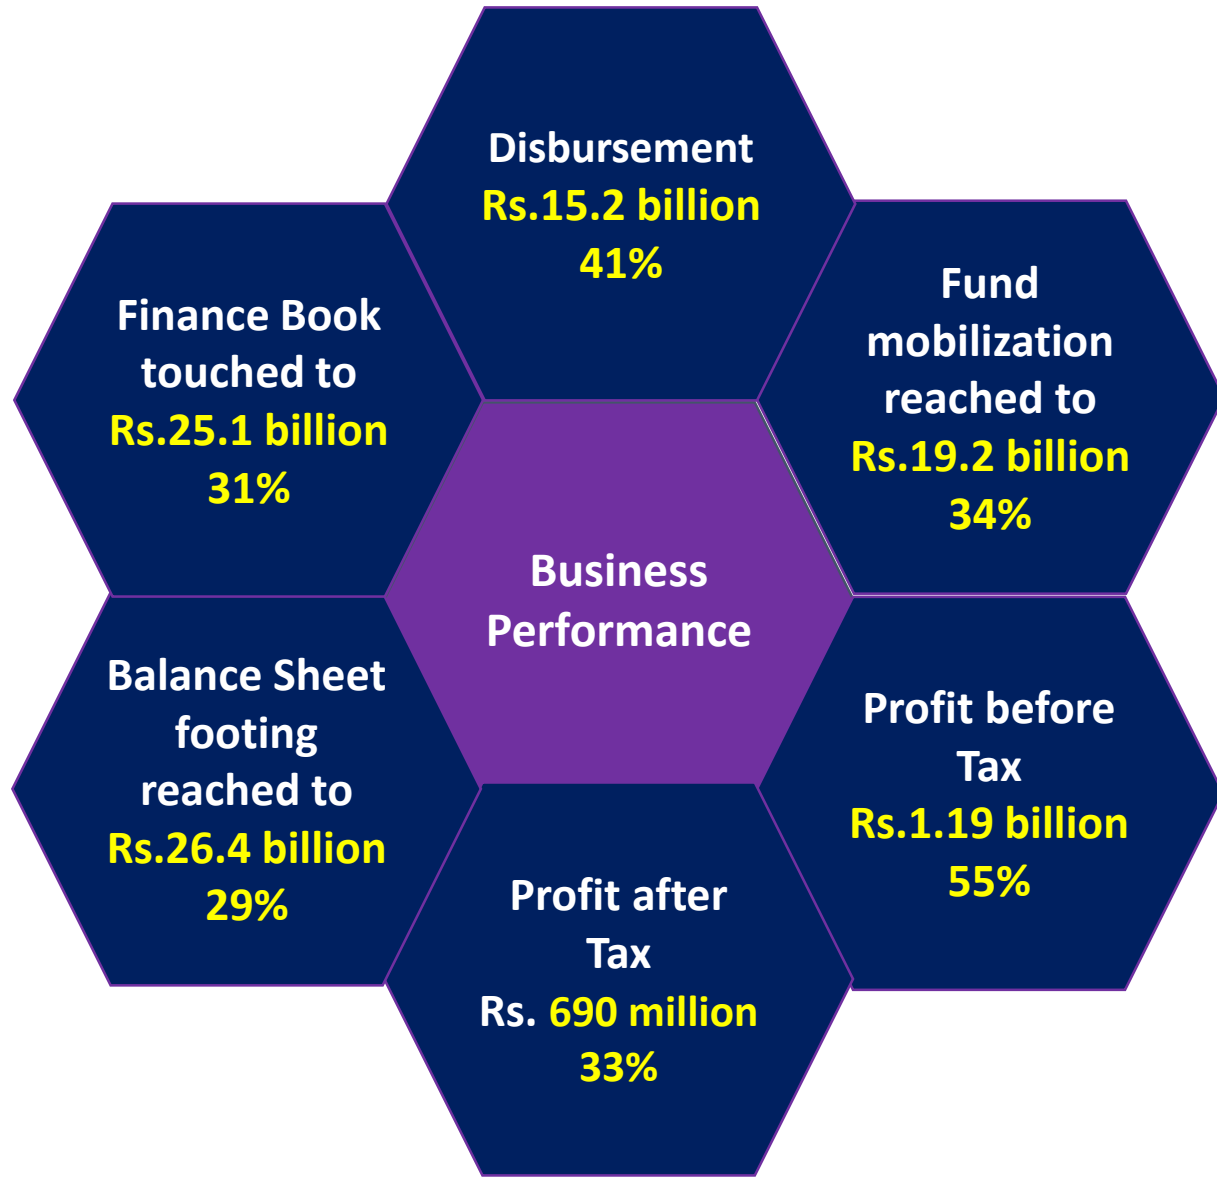 Disbursement
Rs.15.2 billion
41%
Finance Book
touched to
Rs.25.1 billion
31%
Fund
mobilization
reached to
Rs.19.2 billion
34%
Business
Performance
Balance Sheet
footing
reached to
Rs.26.4 billion
29%
Profit before
Tax
Rs.1.19 billion
55%
Profit after
Tax
Rs. 690 million
33%